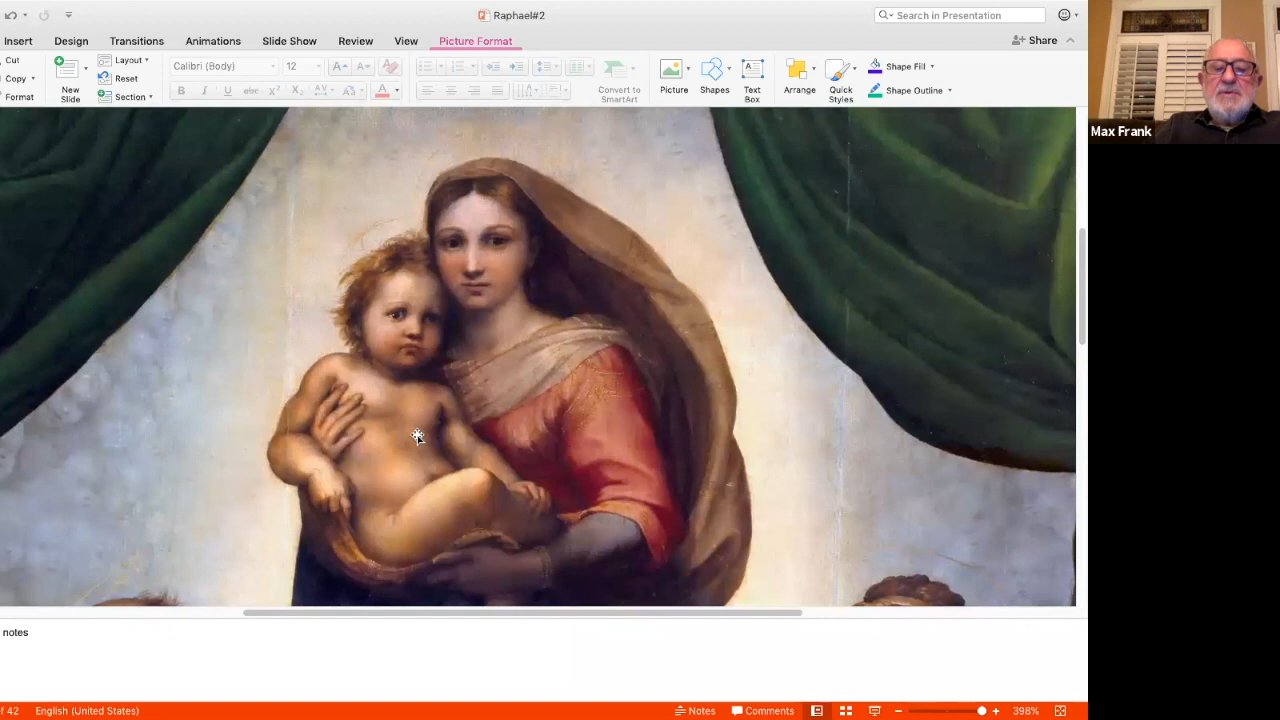 Raphael#2
Search in Presentation
Insert Design Transitions Animations Slide Show Review View Picture Format Share
Cut
Copy
Format
New Slide
Layout
Reset
Section
Calibri (Body) 12
Convert to SmartArt
Picture
Shapes
Text Box
Arrange
Quick Styles
Shape Fill
Shape Outline
Max Frank
notes
f 42 English (United States) Notes Comments 398%